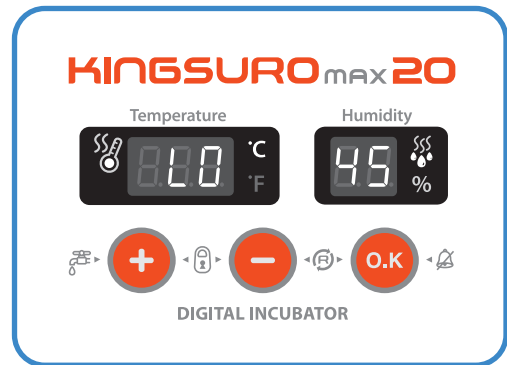 KINGSURO max 20
Temperature Humidity
LO °C °F 45 %
+ R - O.K
DIGITAL INCUBATOR